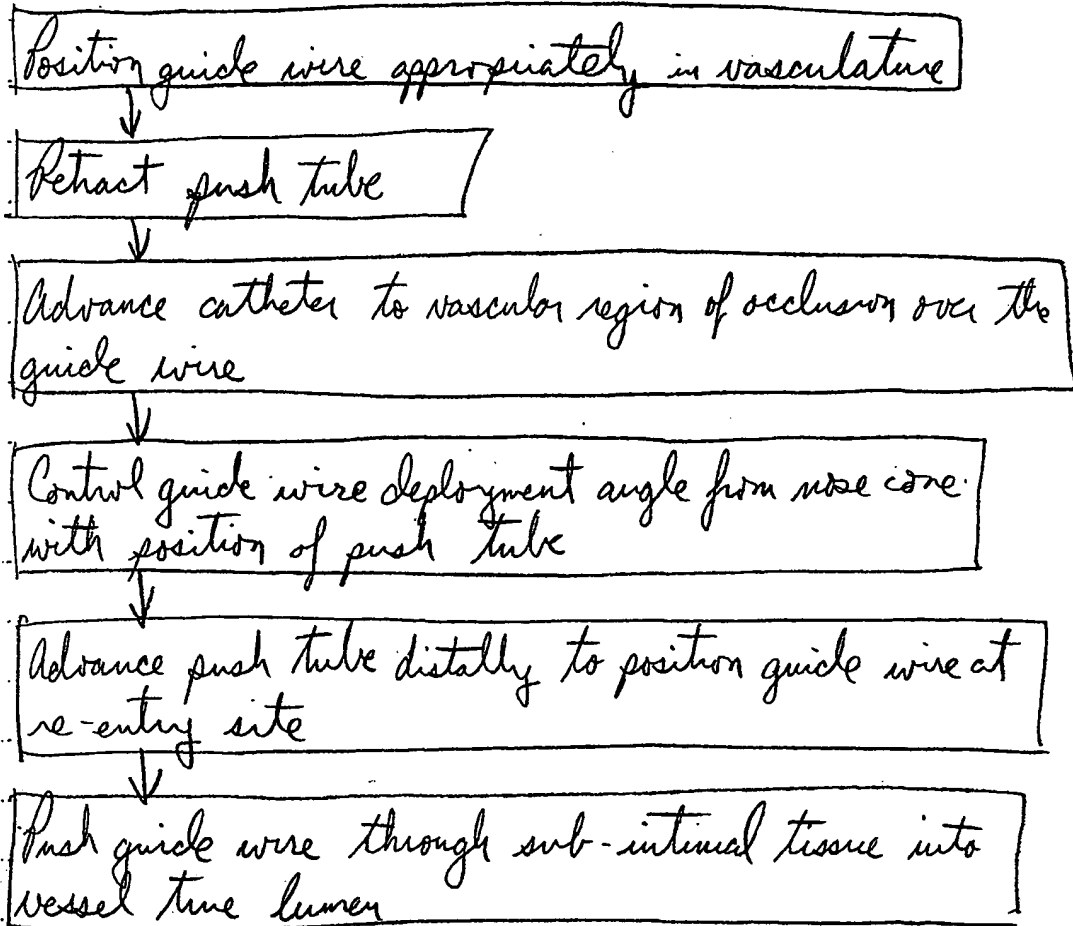 Position guide wire appropriately in vasculature
Retract push tube
Advance catheter to vascular region of occlusion over the
guide wire
Control guide wire deployment angle from nose cone
with position of push tube
Advance push tube distally to position guide wire at
re-entry site
Push guide wire through sub-intimal tissue into
vessel true lumen